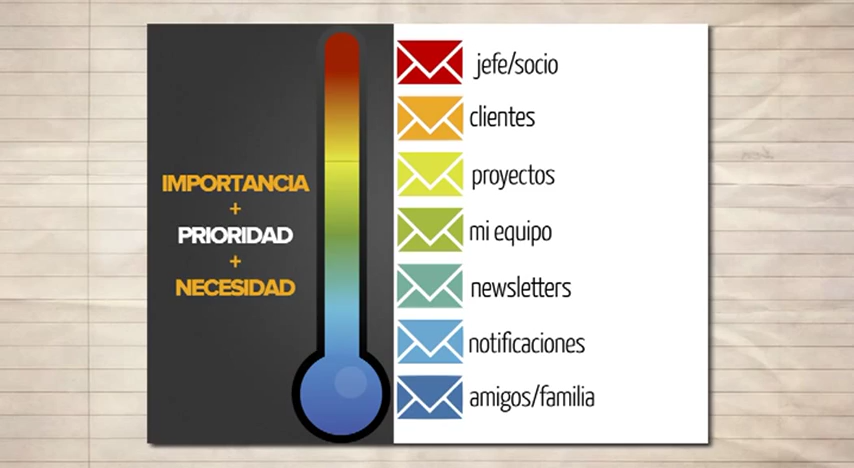 IMPORTANCIA
+
PRIORIDAD
+
NECESIDAD
jefe/socio
clientes
proyectos
mi equipo
newsletters
notificaciones
amigos/familia